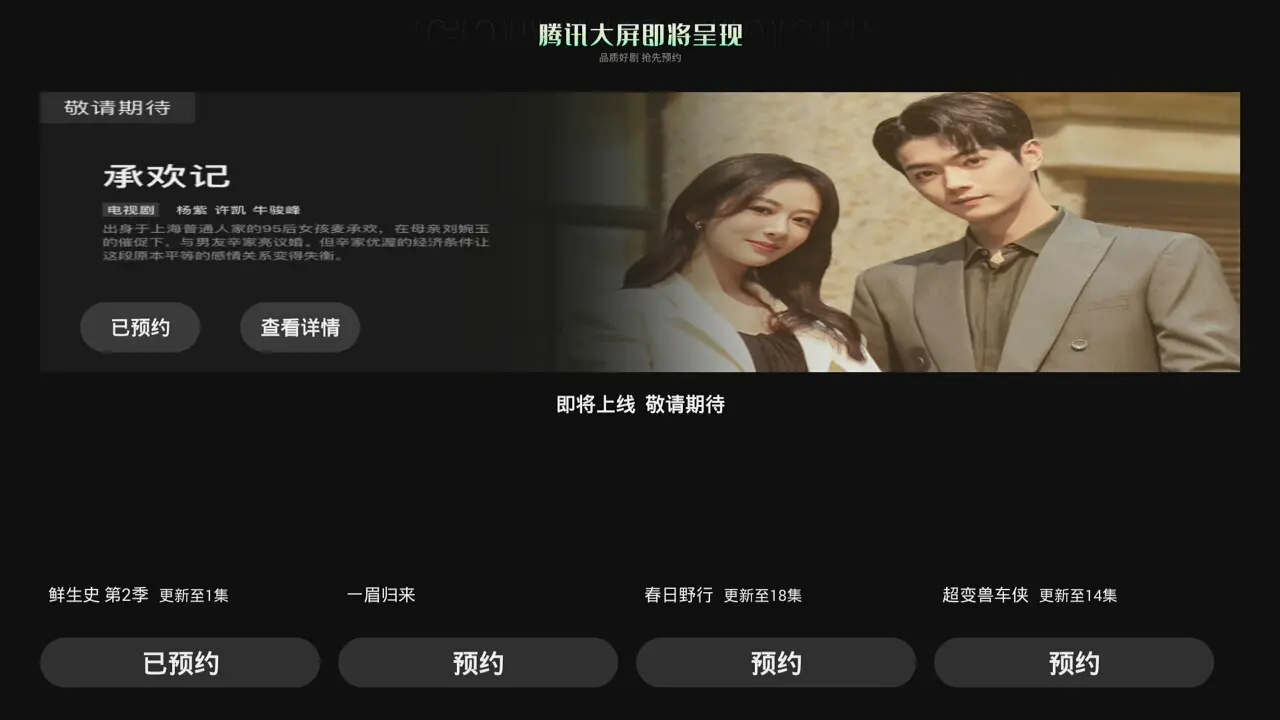 腾讯大屏即将呈现
品质好剧 抢先预约
敬请期待
承欢记
电视剧 杨紫 许凯 牛骏峰
出身于上海普通人家的95后女孩麦承欢，在母亲刘婉玉
的催促下，与男友辛家亮议婚。但辛家优渥的经济条件让
这段原本平等的感情关系变得失衡。
已预约 查看详情
即将上线 敬请期待
鲜生史 第2季 更新至1集 一眉归来 春日野行 更新至18集 超变兽车侠 更新至14集
已预约 预约 预约 预约